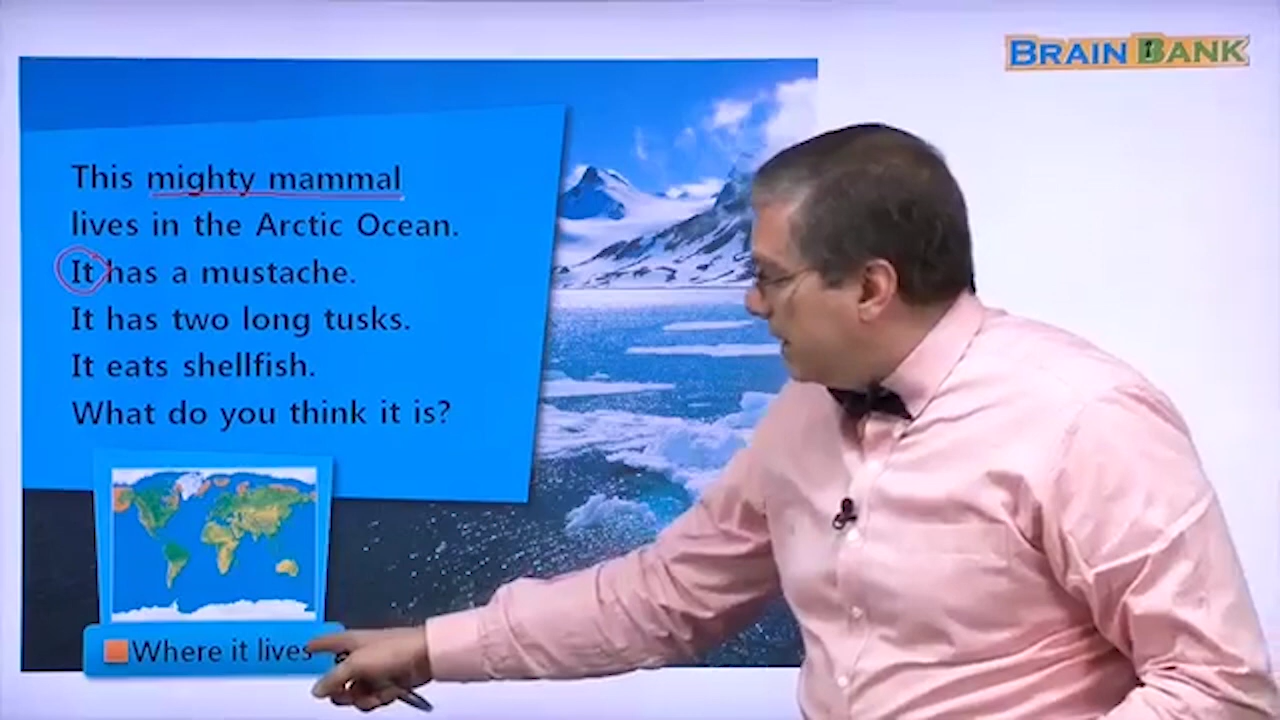 BRAIN BANK
This mighty mammal
lives in the Arctic Ocean.
It has a mustache.
It has two long tusks.
It eats shellfish.
What do you think it is?
Where it lives